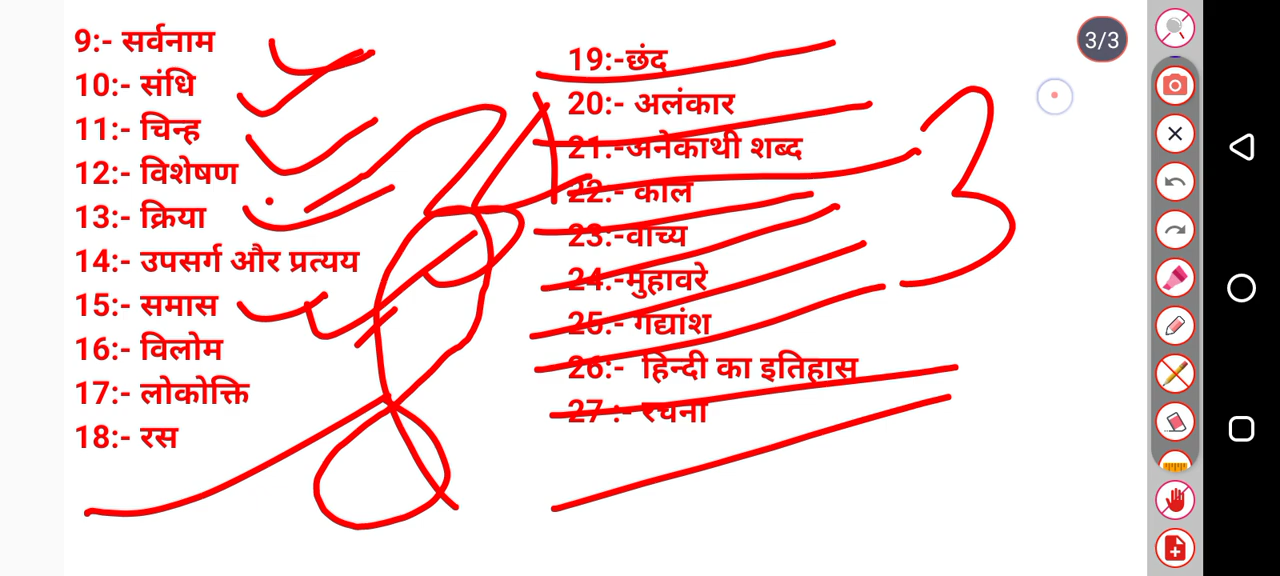 9:- सर्वनाम
10:- संधि
11:- चिन्ह
12:- विशेषण
13:- क्रिया
14:- उपसर्ग और प्रत्यय
15:- समास
16:- विलोम
17:- लोकोक्ति
18:- रस
19:-छंद
20:- अलंकार
21:-अनेकाथी शब्द
22:- काल
23:-वाच्य
24:-मुहावरे
25:- गद्यांश
26:- हिन्दी का इतिहास
27 :- रचना
3/3